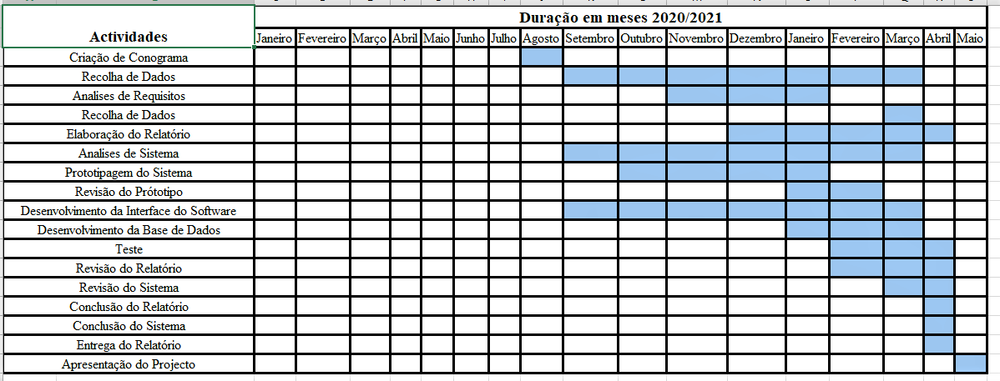 Duração em meses 2020/2021
Actividades
Janeiro Fevereiro Março Abril Maio Junho Julho Agosto Setembro Outubro Novembro Dezembro Janeiro Fevereiro Março Abril Maio
Criação de Conograma
Recolha de Dados
Analises de Requisitos
Recolha de Dados
Elaboração do Relatório
Analises de Sistema
Prototipagem do Sistema
Revisão do Prótotipo
Desenvolvimento da Interface do Software
Desenvolvimento da Base de Dados
Teste
Revisão do Relatório
Revisão do Sistema
Conclusão do Relatório
Conclusão do Sistema
Entrega do Relatório
Apresentação do Projecto